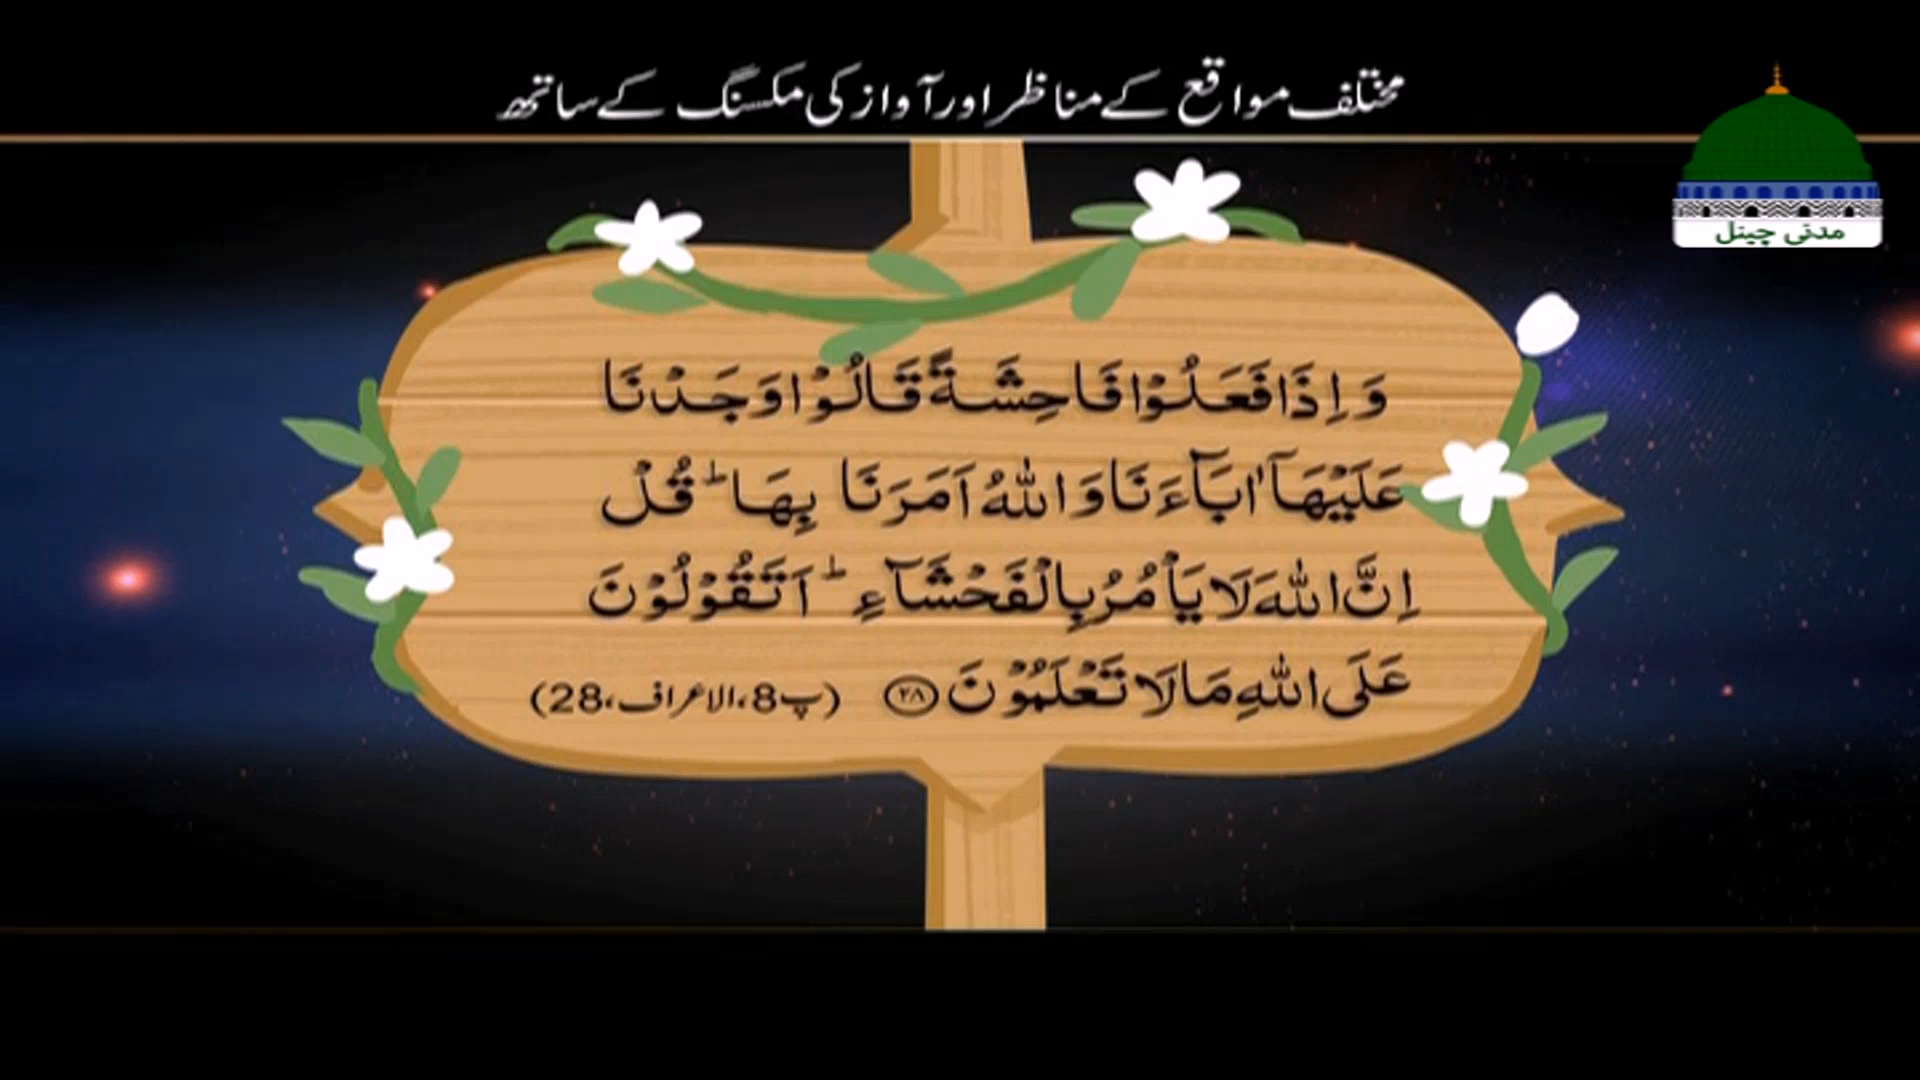 مختلف مواقع کے مناظر اور آواز کی مکسنگ کے ساتھ
مدنی چینل
وَ اِذَا فَعَلُوْا فَاحِشَةً قَالُوْا وَجَدْنَا
عَلَیْهَاۤ اٰبَآءَنَا وَ اللّٰهُ اَمَرَنَا بِهَاؕ قُلْ
اِنَّ اللّٰهَ لَا یَاْمُرُ بِالْفَحْشَآءِؕ اَتَقُوْلُوْنَ
عَلَى اللّٰهِ مَا لَا تَعْلَمُوْنَ ﴿۲۸﴾ (پ8،الاعراف،28)